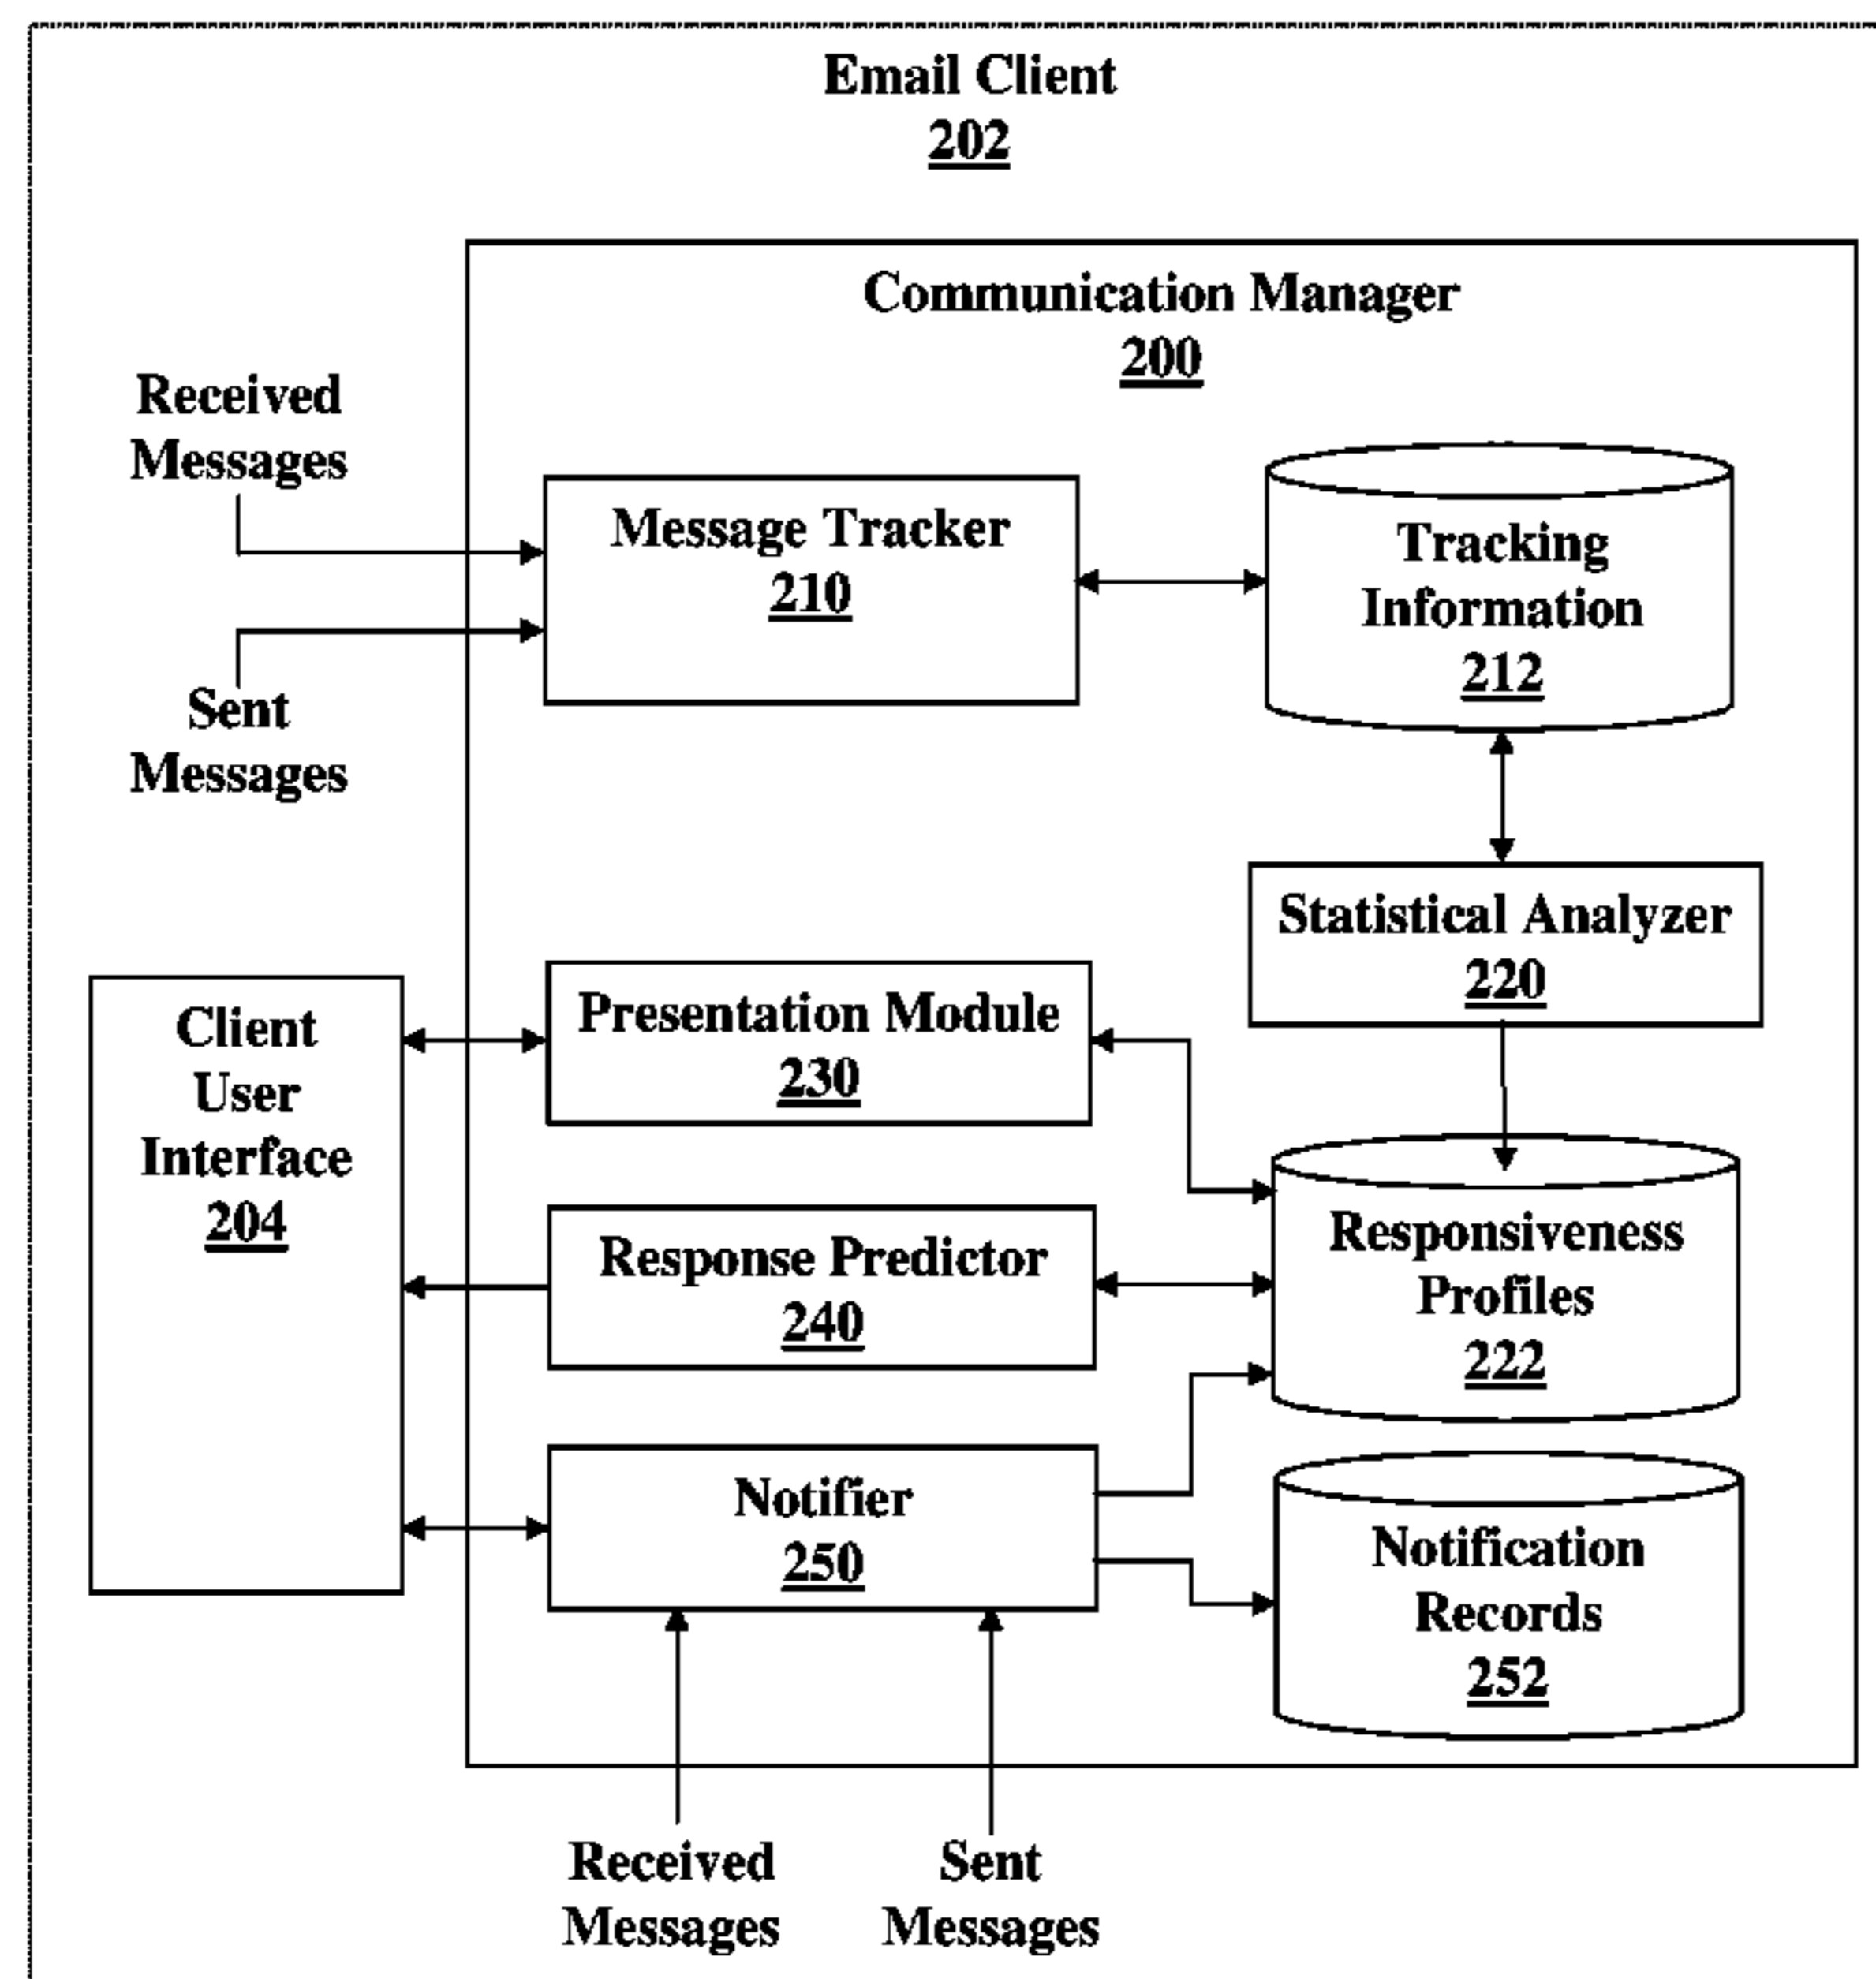 Email Client
202
Communication Manager
200
Received
Messages
Sent
Messages
Message Tracker
210
Tracking
Information
212
Statistical Analyzer
220
Client
User
Interface
204
Presentation Module
230
Response Predictor
240
Responsiveness
Profiles
222
Notifier
250
Notification
Records
252
Received
Messages
Sent
Messages